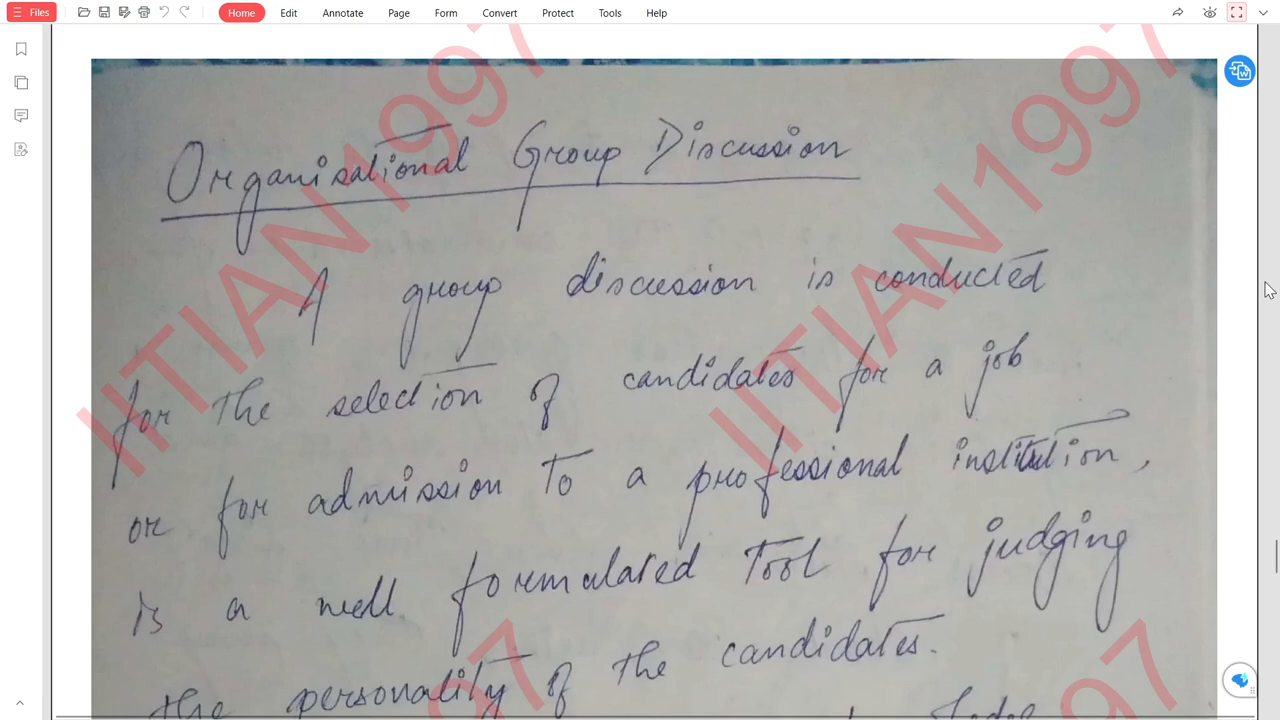 Files
Home
Edit
Annotate
Page
Form
Convert
Protect
Tools
Help
Organisational Group Discussion
A group discussion is conducted
for the selection of candidates for a job
or for admission to a professional institution,
is a well formulated tool for judging
the personality of the candidates.
IITIAN1997
IITIAN1997